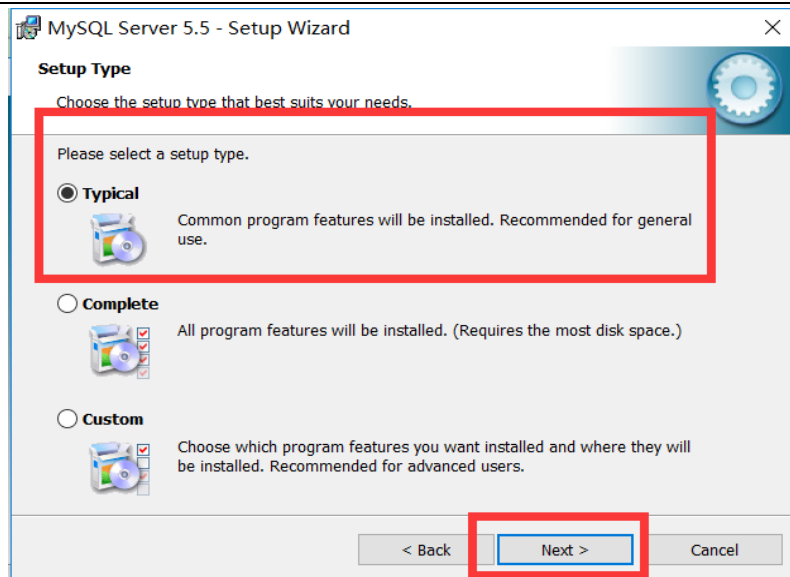 MySQL Server 5.5 - Setup Wizard
Setup Type
Choose the setup type that best suits your needs.
Please select a setup type.
Typical
Common program features will be installed. Recommended for general
use.
Complete
All program features will be installed. (Requires the most disk space.)
Custom
Choose which program features you want installed and where they will
be installed. Recommended for advanced users.
< Back
Next >
Cancel